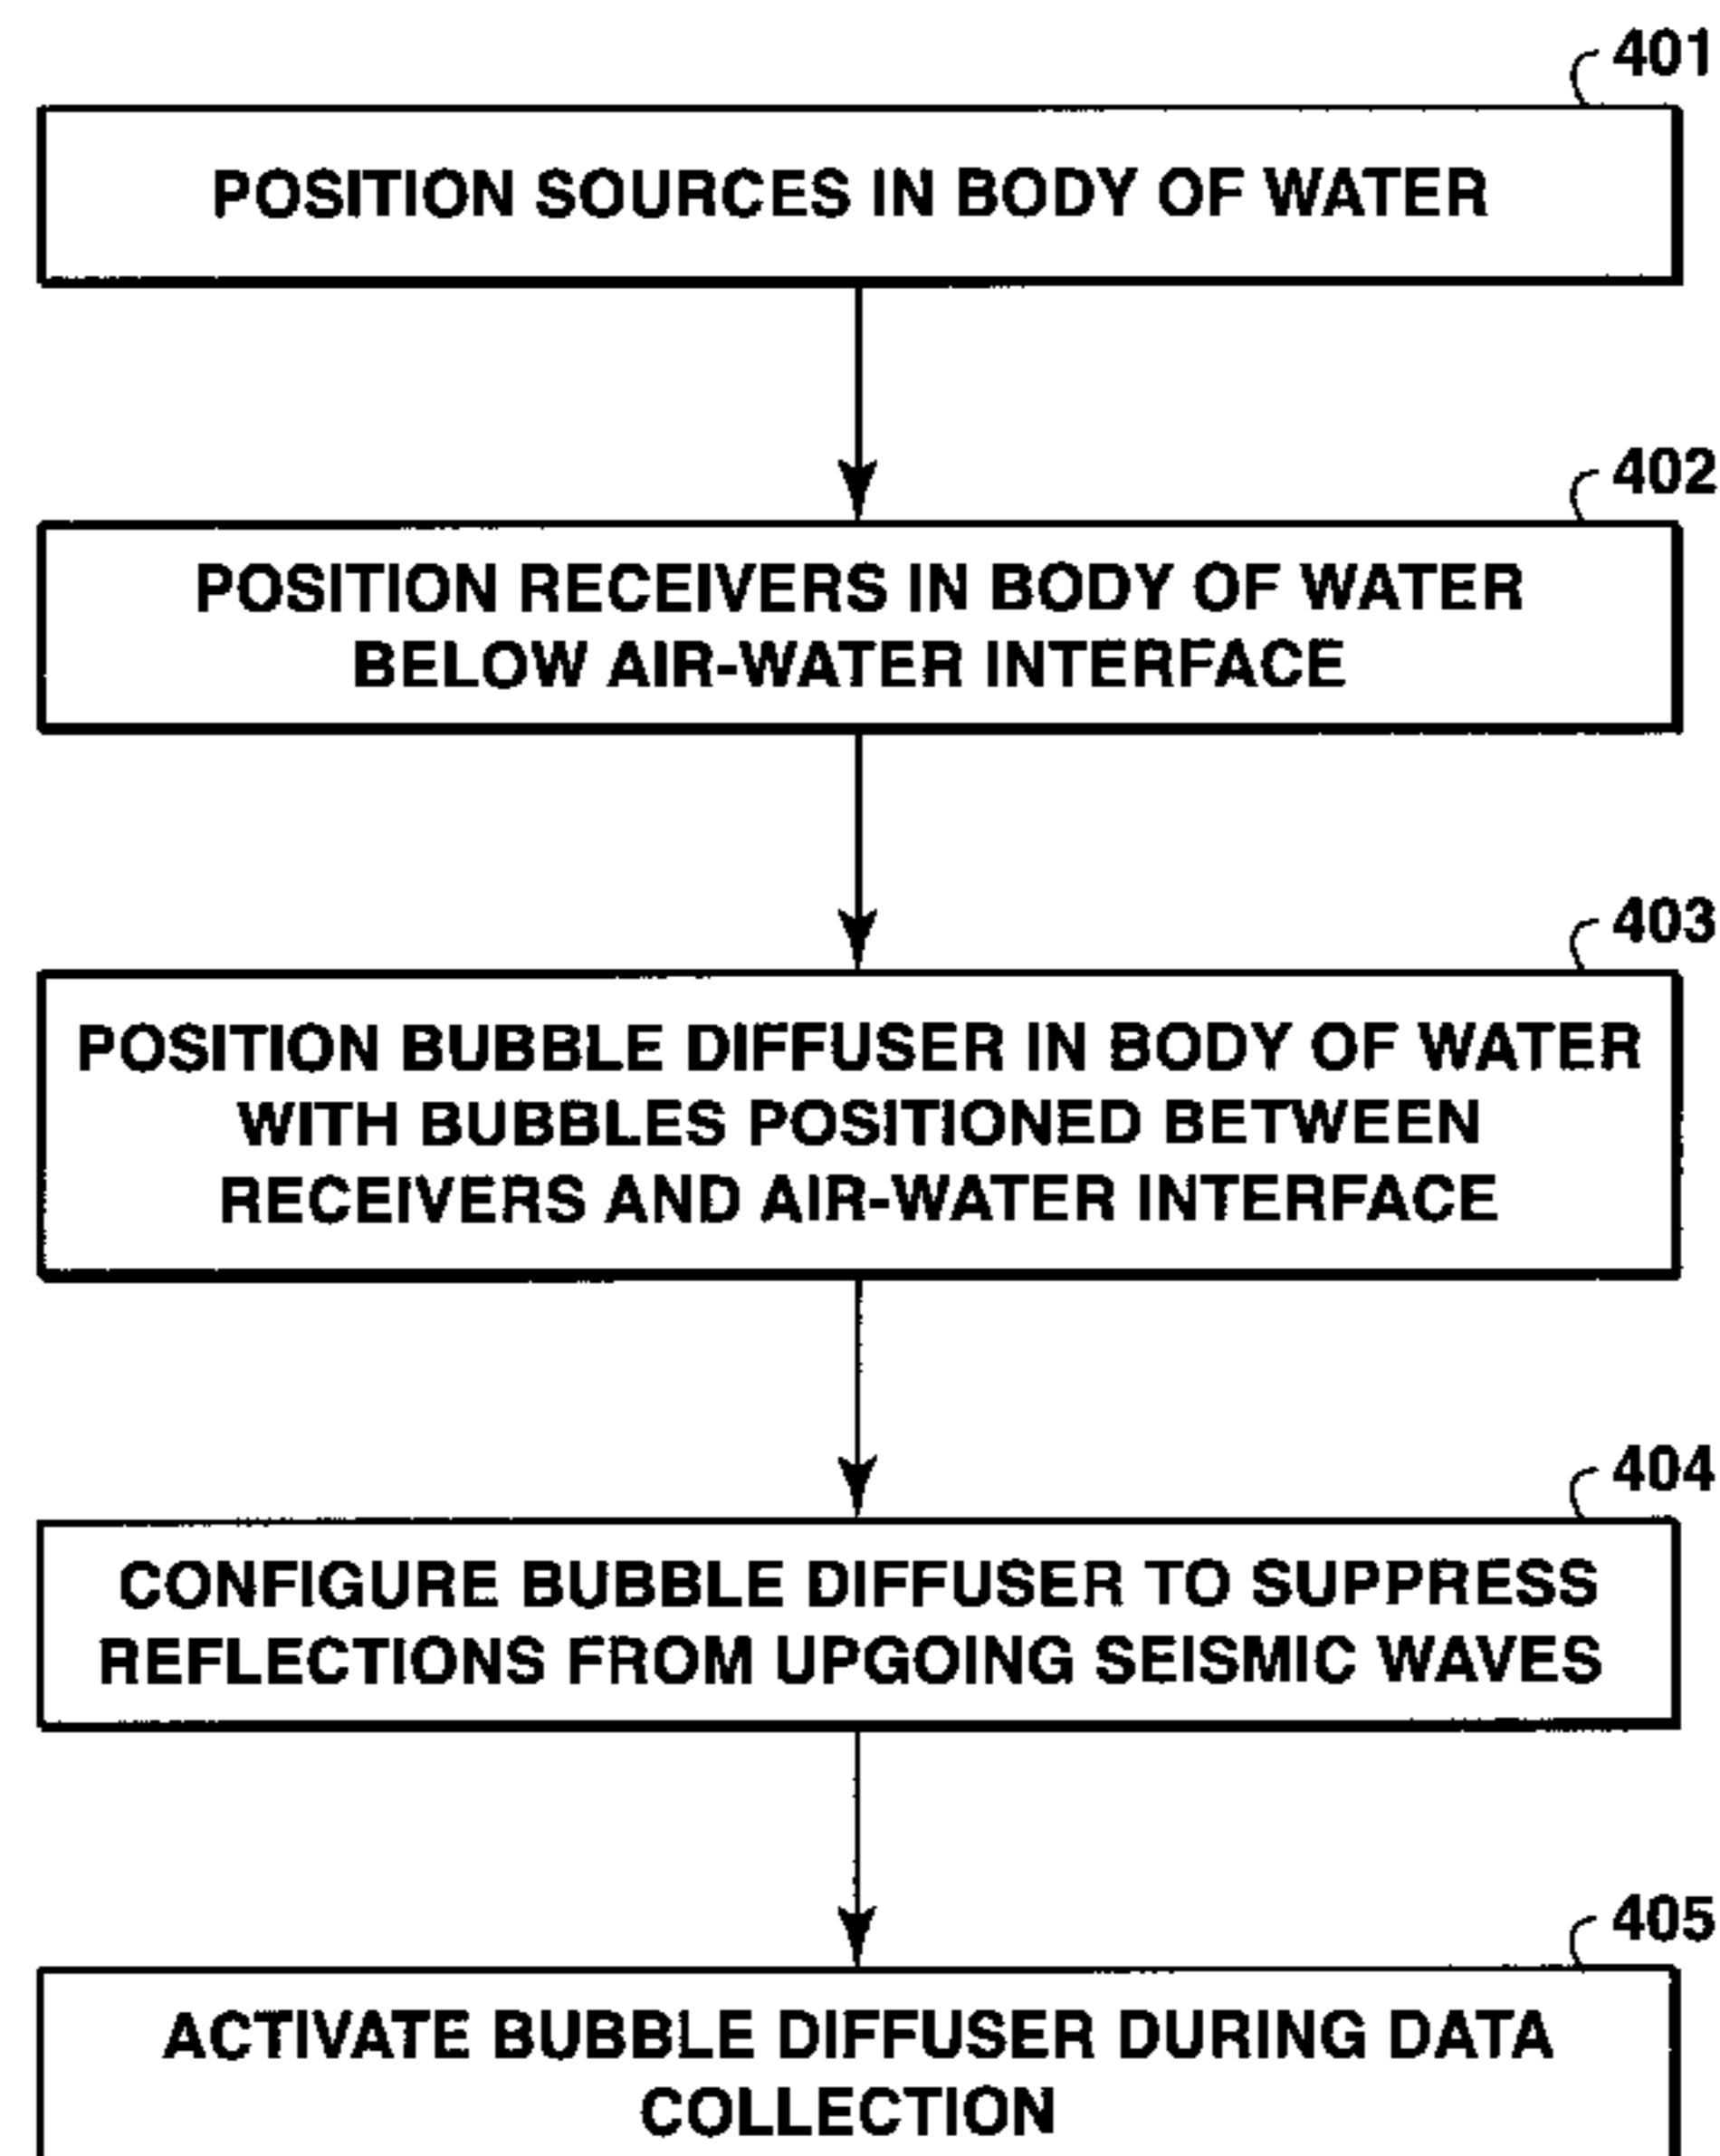 401
POSITION SOURCES IN BODY OF WATER
402
POSITION RECEIVERS IN BODY OF WATER
BELOW AIR-WATER INTERFACE
403
POSITION BUBBLE DIFFUSER IN BODY OF WATER
WITH BUBBLES POSITIONED BETWEEN
RECEIVERS AND AIR-WATER INTERFACE
404
CONFIGURE BUBBLE DIFFUSER TO SUPPRESS
REFLECTIONS FROM UPGOING SEISMIC WAVES
405
ACTIVATE BUBBLE DIFFUSER DURING DATA
COLLECTION